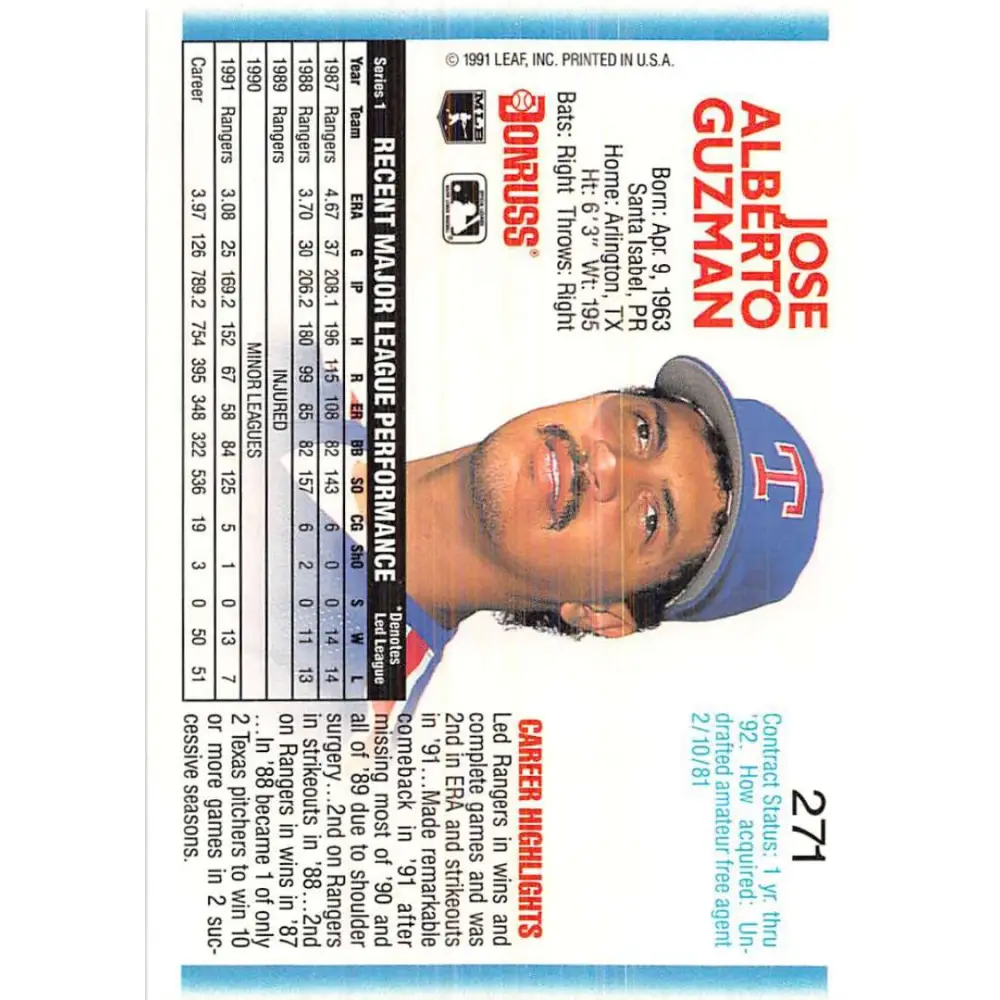 271
JOSE
ALBERTO
GUZMAN
Born: Apr. 9, 1963
Santa Isabel, PR
Home: Arlington, TX
Ht: 6'3" Wt: 195
Bats: Right Throws: Right
DONRUSS®
MLB
© 1991 LEAF, INC. PRINTED IN U.S.A.
T
Contract Status: 1 yr. thru
'92. How acquired: Un-
drafted amateur free agent
2/10/81
CAREER HIGHLIGHTS
Led Rangers in wins and
complete games and was
2nd in ERA and strikeouts
in '91...Made remarkable
comeback in '91 after
missing most of '90 and
all of '89 due to shoulder
surgery...2nd on Rangers
in strikeouts in '88...2nd
on Rangers in wins in '87
...In '88 became 1 of only
2 Texas pitchers to win 10
or more games in 2 suc-
cessive seasons.
Series 1 RECENT MAJOR LEAGUE PERFORMANCE *Denotes
Led League
Year Team ERA G IP H R ER BB SO CG ShO S W L
1987 Rangers 4.67 37 208.1 196 115 108 82 143 6 0 0 14 14
1988 Rangers 3.70 30 206.2 180 99 85 82 157 6 2 0 11 13
1989 Rangers INJURED
1990 MINOR LEAGUES
1991 Rangers 3.08 25 169.2 152 67 58 84 125 5 1 0 13 7
Career 3.97 126 789.2 754 395 348 322 536 19 3 0 50 51